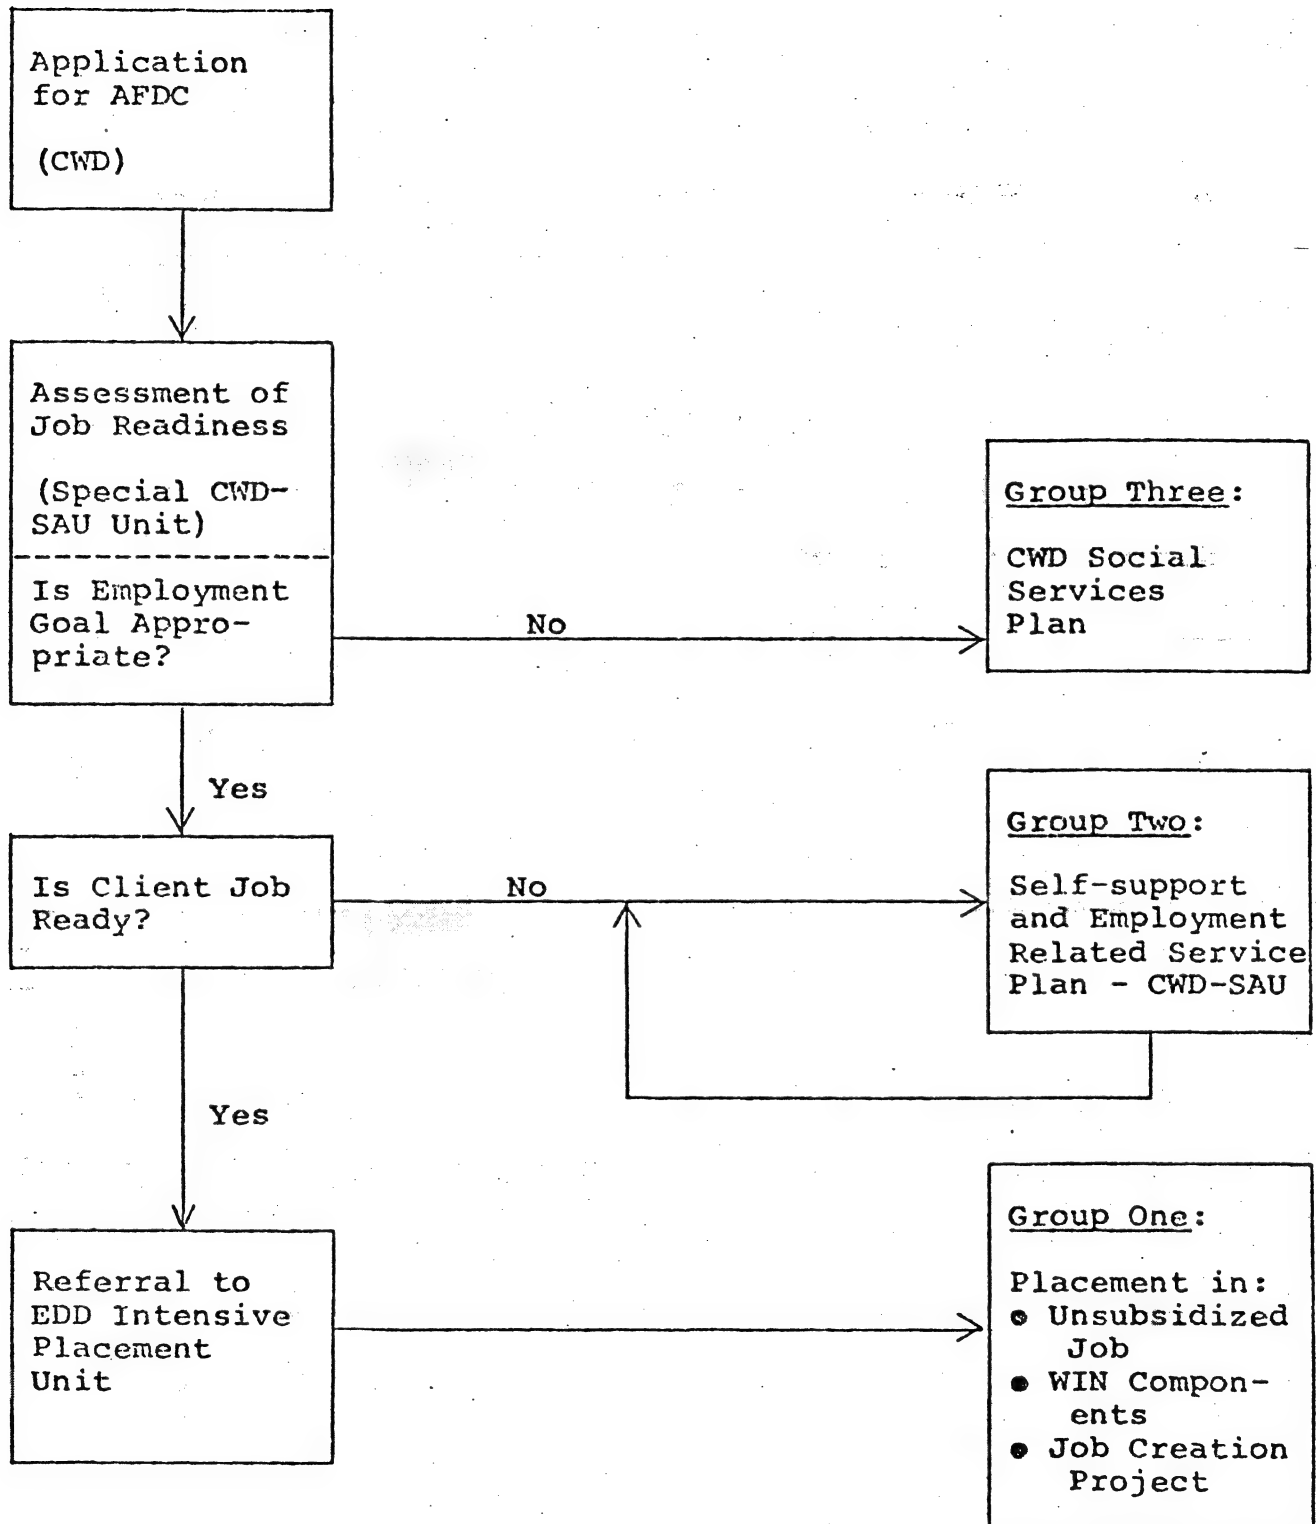 Application
for AFDC
(CWD)
Assessment of
Job Readiness
(Special CWD-
SAU Unit)
Is Employment
Goal Appro-
priate?
No
Group Three:
CWD Social
Services
Plan
Yes
Is Client Job
Ready?
No
Group Two:
Self-support
and Employment
Related Service
Plan - CWD-SAU
Yes
Referral to
EDD Intensive
Placement
Unit
Group One:
Placement in:
• Unsubsidized
Job
• WIN Compon-
ents
• Job Creation
Project